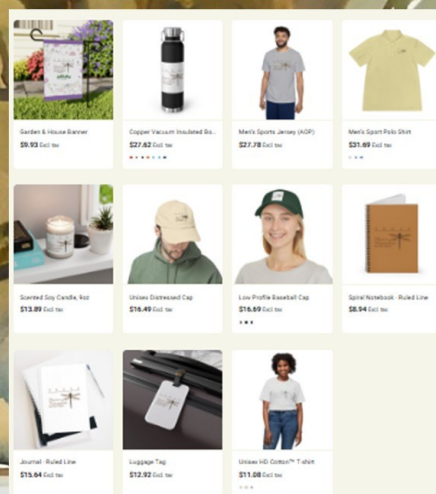 Garden & House Banner
$9.93 Excl. tax
Copper Vacuum Insulated Bo...
$27.62 Excl. tax
Men's Sports Jersey (AOP)
$27.78 Excl. tax
Men's Sport Polo Shirt
$31.69 Excl. tax
Scented Soy Candle, 9oz
$13.89 Excl. tax
Unisex Distressed Cap
$16.49 Excl. tax
Low Profile Baseball Cap
$16.69 Excl. tax
Spiral Notebook - Ruled Line
$8.94 Excl. tax
Journal - Ruled Line
$15.64 Excl. tax
Luggage Tag
$12.92 Excl. tax
Unisex HD Cotton™ T-shirt
$11.08 Excl. tax